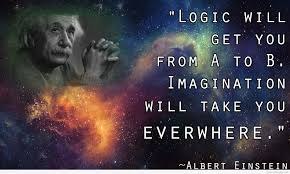 "Logic will
get you
from A to B.
Imagination
will take you
everwhere."
~Albert Einstein